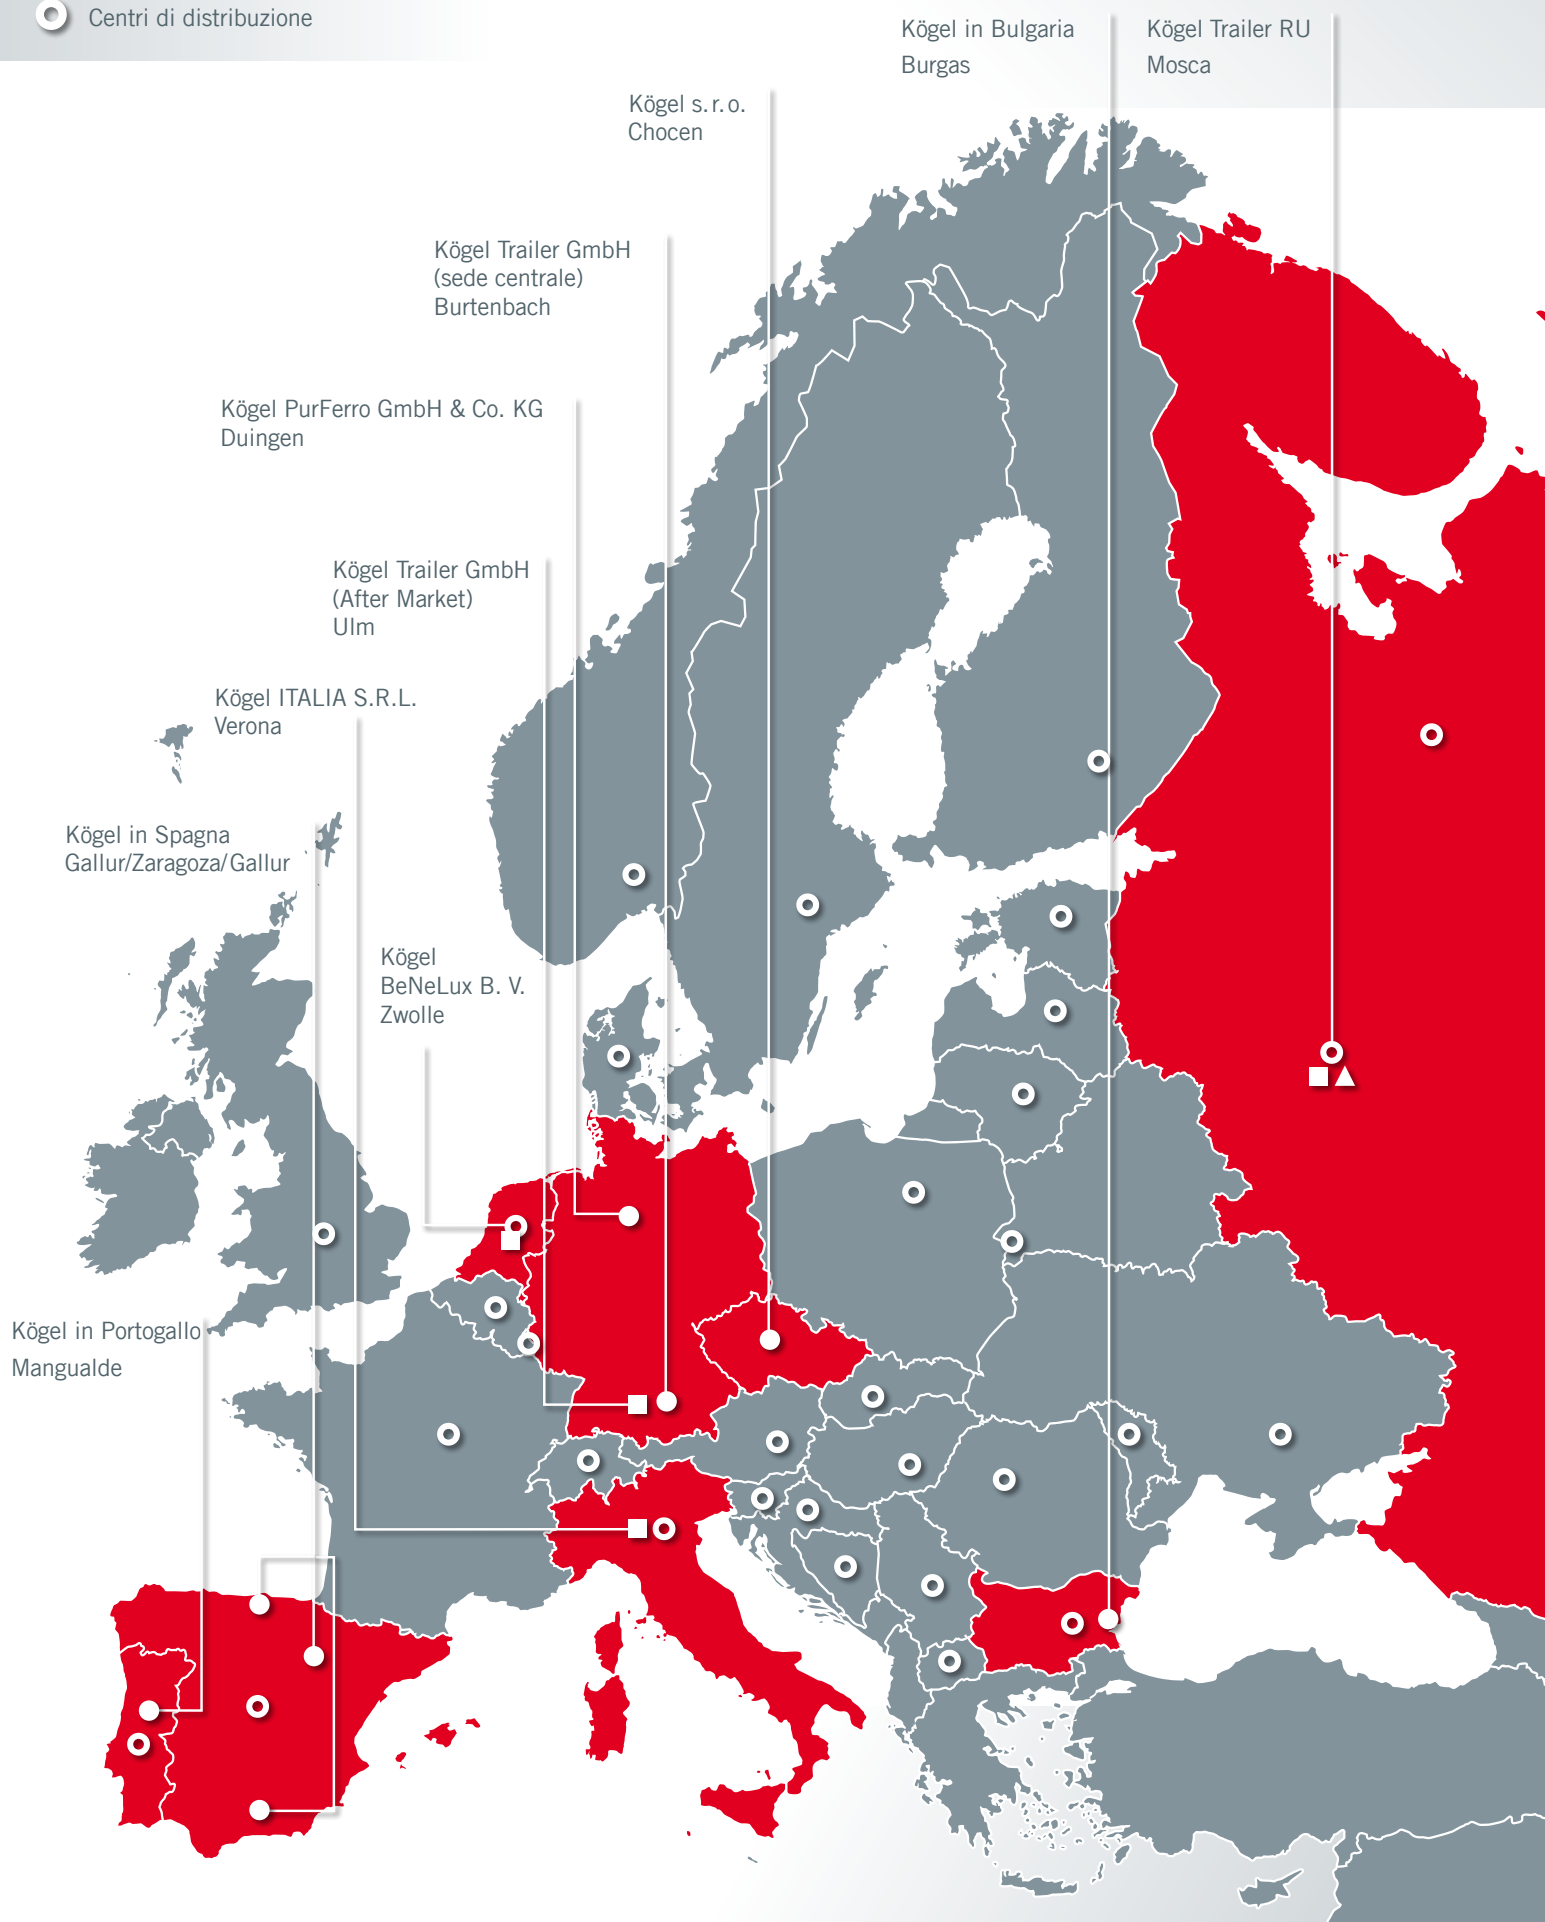 Centri di distribuzione
Kögel in Bulgaria
Burgas
Kögel Trailer RU
Mosca
Kögel s.r.o.
Chocen
Kögel Trailer GmbH
(sede centrale)
Burtenbach
Kögel PurFerro GmbH & Co. KG
Duingen
Kögel Trailer GmbH
(After Market)
Ulm
Kögel ITALIA S.R.L.
Verona
Kögel in Spagna
Gallur/Zaragoza/Gallur
Kögel
BeNeLux B. V.
Zwolle
Kögel in Portogallo
Mangualde